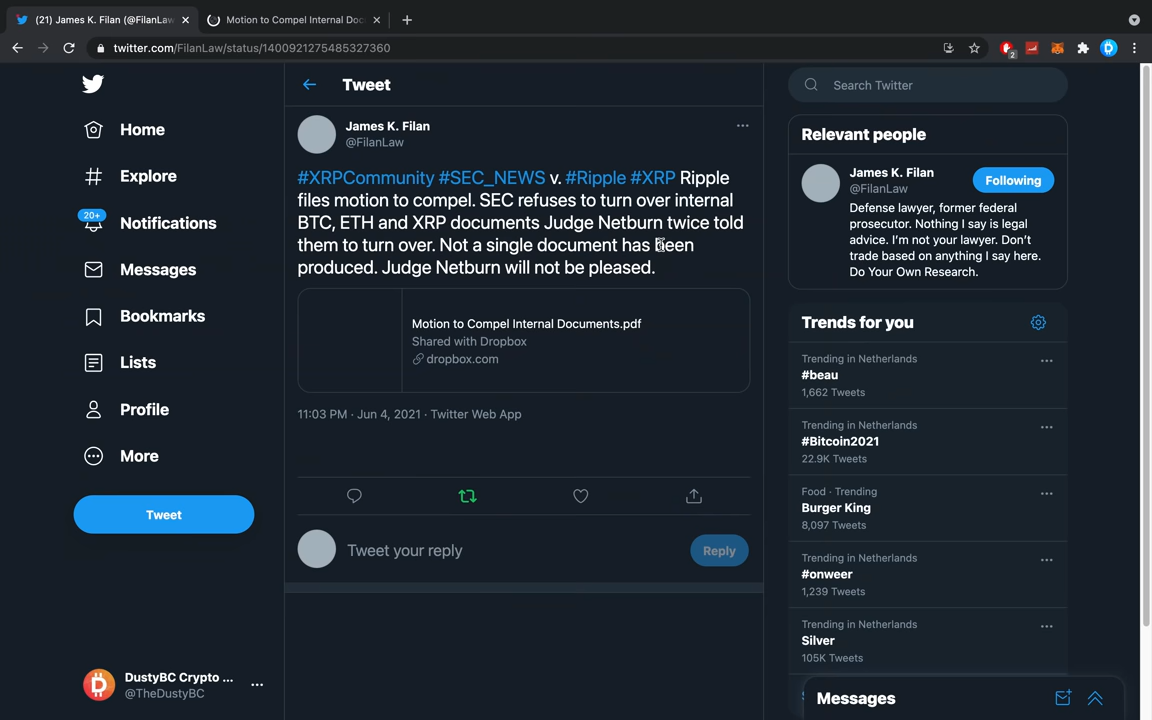 (21) James K. Filan (@FilanLaw
Motion to Compel Internal Doc
twitter.com/FilanLaw/status/1400921275485327360
2
Home
Explore
20+
Notifications
Messages
Bookmarks
Lists
Profile
More
Tweet
DustyBC Crypto ...
@TheDustyBC
Tweet
James K. Filan
@FilanLaw
#XRPCommunity #SEC_NEWS v. #Ripple #XRP Ripple
files motion to compel. SEC refuses to turn over internal
BTC, ETH and XRP documents Judge Netburn twice told
them to turn over. Not a single document has been
produced. Judge Netburn will not be pleased.
Motion to Compel Internal Documents.pdf
Shared with Dropbox
dropbox.com
11:03 PM · Jun 4, 2021 · Twitter Web App
Tweet your reply
Reply
Search Twitter
Relevant people
James K. Filan
@FilanLaw
Following
Defense lawyer, former federal
prosecutor. Nothing I say is legal
advice. I'm not your lawyer. Don't
trade based on anything I say here.
Do Your Own Research.
Trends for you
Trending in Netherlands
#beau
1,662 Tweets
Trending in Netherlands
#Bitcoin2021
22.9K Tweets
Food · Trending
Burger King
8,097 Tweets
Trending in Netherlands
#onweer
1,239 Tweets
Trending in Netherlands
Silver
105K Tweets
Messages